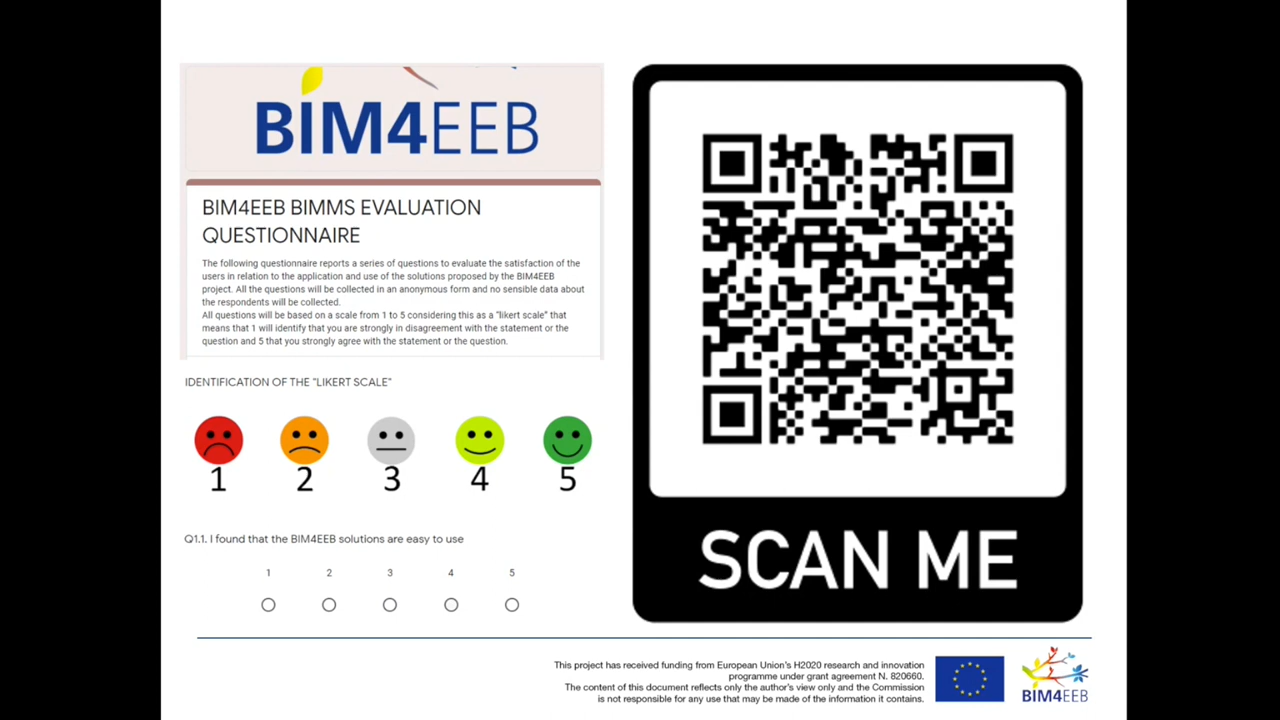 BIM4EEB
BIM4EEB BIMMS EVALUATION
QUESTIONNAIRE
The following questionnaire reports a series of questions to evaluate the satisfaction of the
users in relation to the application and use of the solutions proposed by the BIM4EEB
project. All the questions will be collected in an anonymous form and no sensible data about
the respondents will be collected.
All questions will be based on a scale from 1 to 5 considering this as a "likert scale" that
means that 1 will identify that you are strongly in disagreement with the statement or the
question and 5 that you strongly agree with the statement or the question.
IDENTIFICATION OF THE "LIKERT SCALE"
1 2 3 4 5
Q1.1. I found that the BIM4EEB solutions are easy to use
1 2 3 4 5
SCAN ME
This project has received funding from European Union's H2020 research and innovation
programme under grant agreement N. 820660.
The content of this document reflects only the author's view only and the Commission
is not responsible for any use that may be made of the information it contains.
BIM4EEB